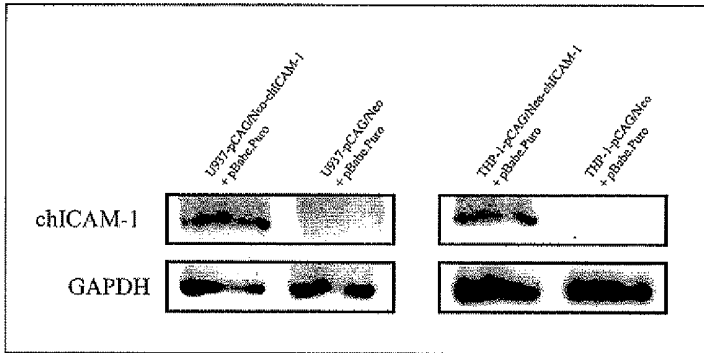 U937-pCAG/Neo-chICAM-1
+ pBabe.Puro
U937-pCAG/Neo
+ pBabe.Puro
THP-1-pCAG/Neo-chICAM-1
+ pBabe.Puro
THP-1-pCAG/Neo
+ pBabe.Puro
chICAM-1
GAPDH